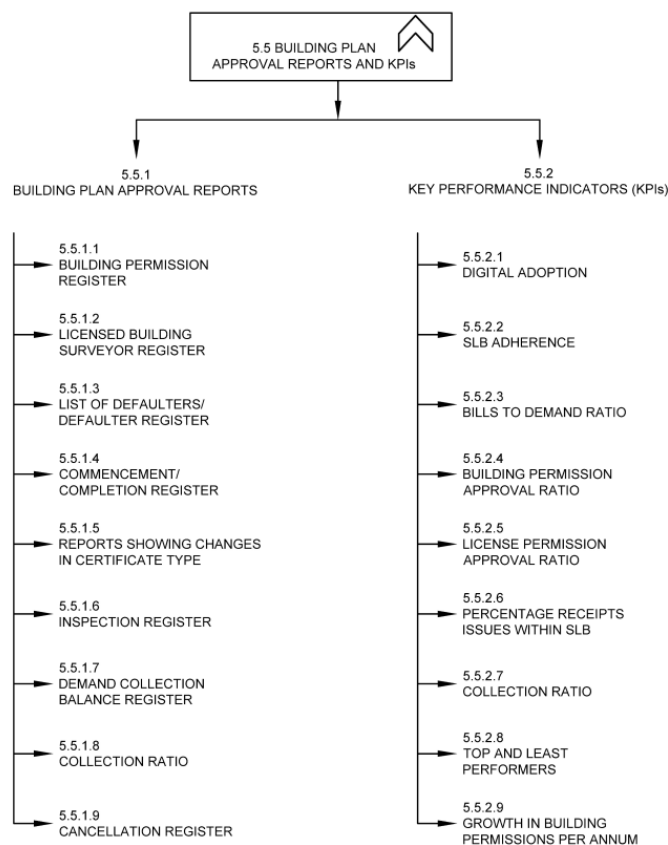 5.5 BUILDING PLAN
APPROVAL REPORTS AND KPIs
5.5.1
BUILDING PLAN APPROVAL REPORTS
5.5.1.1
BUILDING PERMISSION
REGISTER
5.5.1.2
LICENSED BUILDING
SURVEYOR REGISTER
5.5.1.3
LIST OF DEFAULTERS/
DEFAULTER REGISTER
5.5.1.4
COMMENCEMENT/
COMPLETION REGISTER
5.5.1.5
REPORTS SHOWING CHANGES
IN CERTIFICATE TYPE
5.5.1.6
INSPECTION REGISTER
5.5.1.7
DEMAND COLLECTION
BALANCE REGISTER
5.5.1.8
COLLECTION RATIO
5.5.1.9
CANCELLATION REGISTER
5.5.2
KEY PERFORMANCE INDICATORS (KPIs)
5.5.2.1
DIGITAL ADOPTION
5.5.2.2
SLB ADHERENCE
5.5.2.3
BILLS TO DEMAND RATIO
5.5.2.4
BUILDING PERMISSION
APPROVAL RATIO
5.5.2.5
LICENSE PERMISSION
APPROVAL RATIO
5.5.2.6
PERCENTAGE RECEIPTS
ISSUES WITHIN SLB
5.5.2.7
COLLECTION RATIO
5.5.2.8
TOP AND LEAST
PERFORMERS
5.5.2.9
GROWTH IN BUILDING
PERMISSIONS PER ANNUM